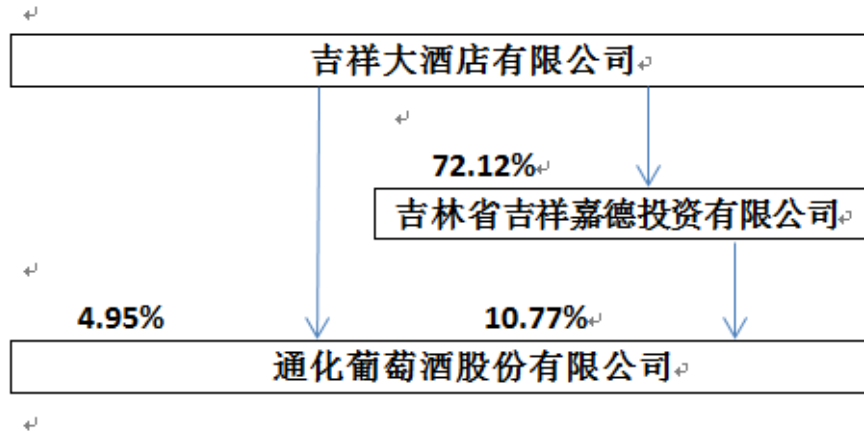 吉祥大酒店有限公司
72.12%
吉林省吉祥嘉德投资有限公司
4.95% 10.77%
通化葡萄酒股份有限公司